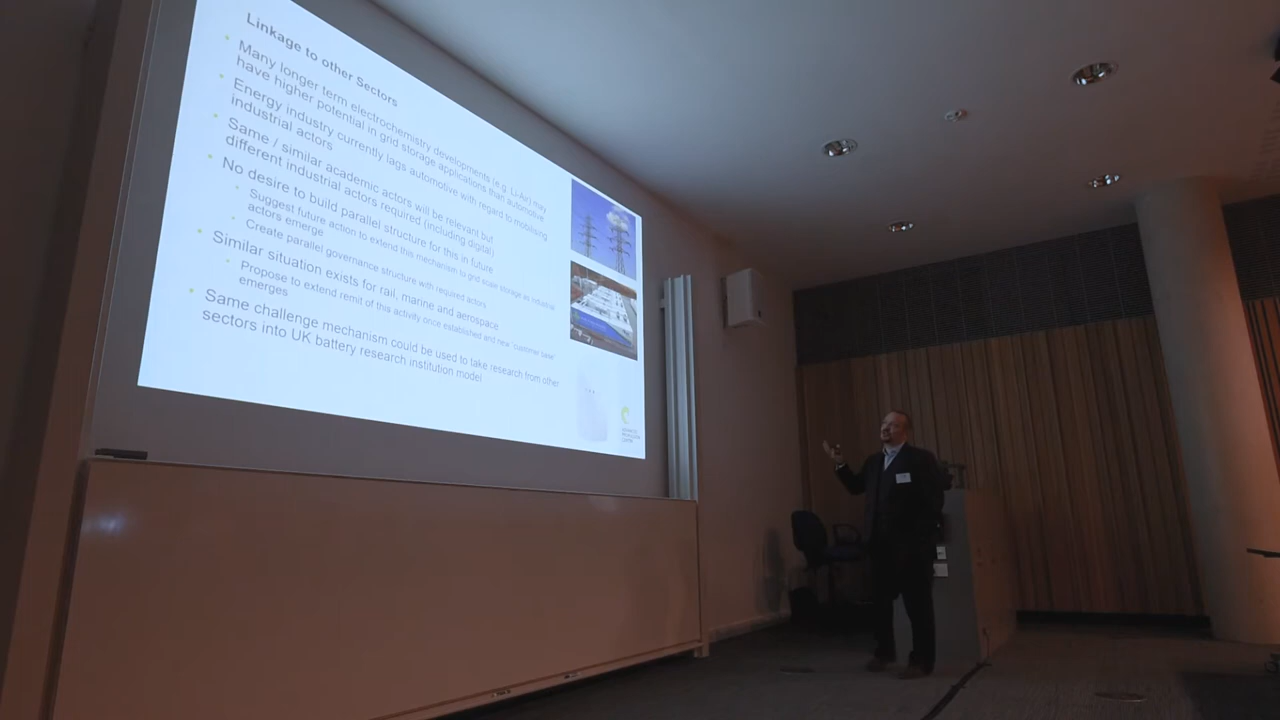 Linkage to other Sectors
Many longer term electrochemistry developments (e.g. Li-Air) may
have higher potential in grid storage applications than automotive
Energy industry currently lags automotive with regard to mobilising
industrial actors
Same / similar academic actors will be relevant but
different industrial actors required (including digital)
No desire to build parallel structure for this in future
Suggest future action to extend this mechanism to grid scale storage as industrial
actors emerge
Create parallel governance structure with required actors
Similar situation exists for rail, marine and aerospace
Propose to extend remit of this activity once established and new "customer base"
emerges
Same challenge mechanism could be used to take research from other
sectors into UK battery research institution model
ADVANCED
PROPULSION
CENTRE